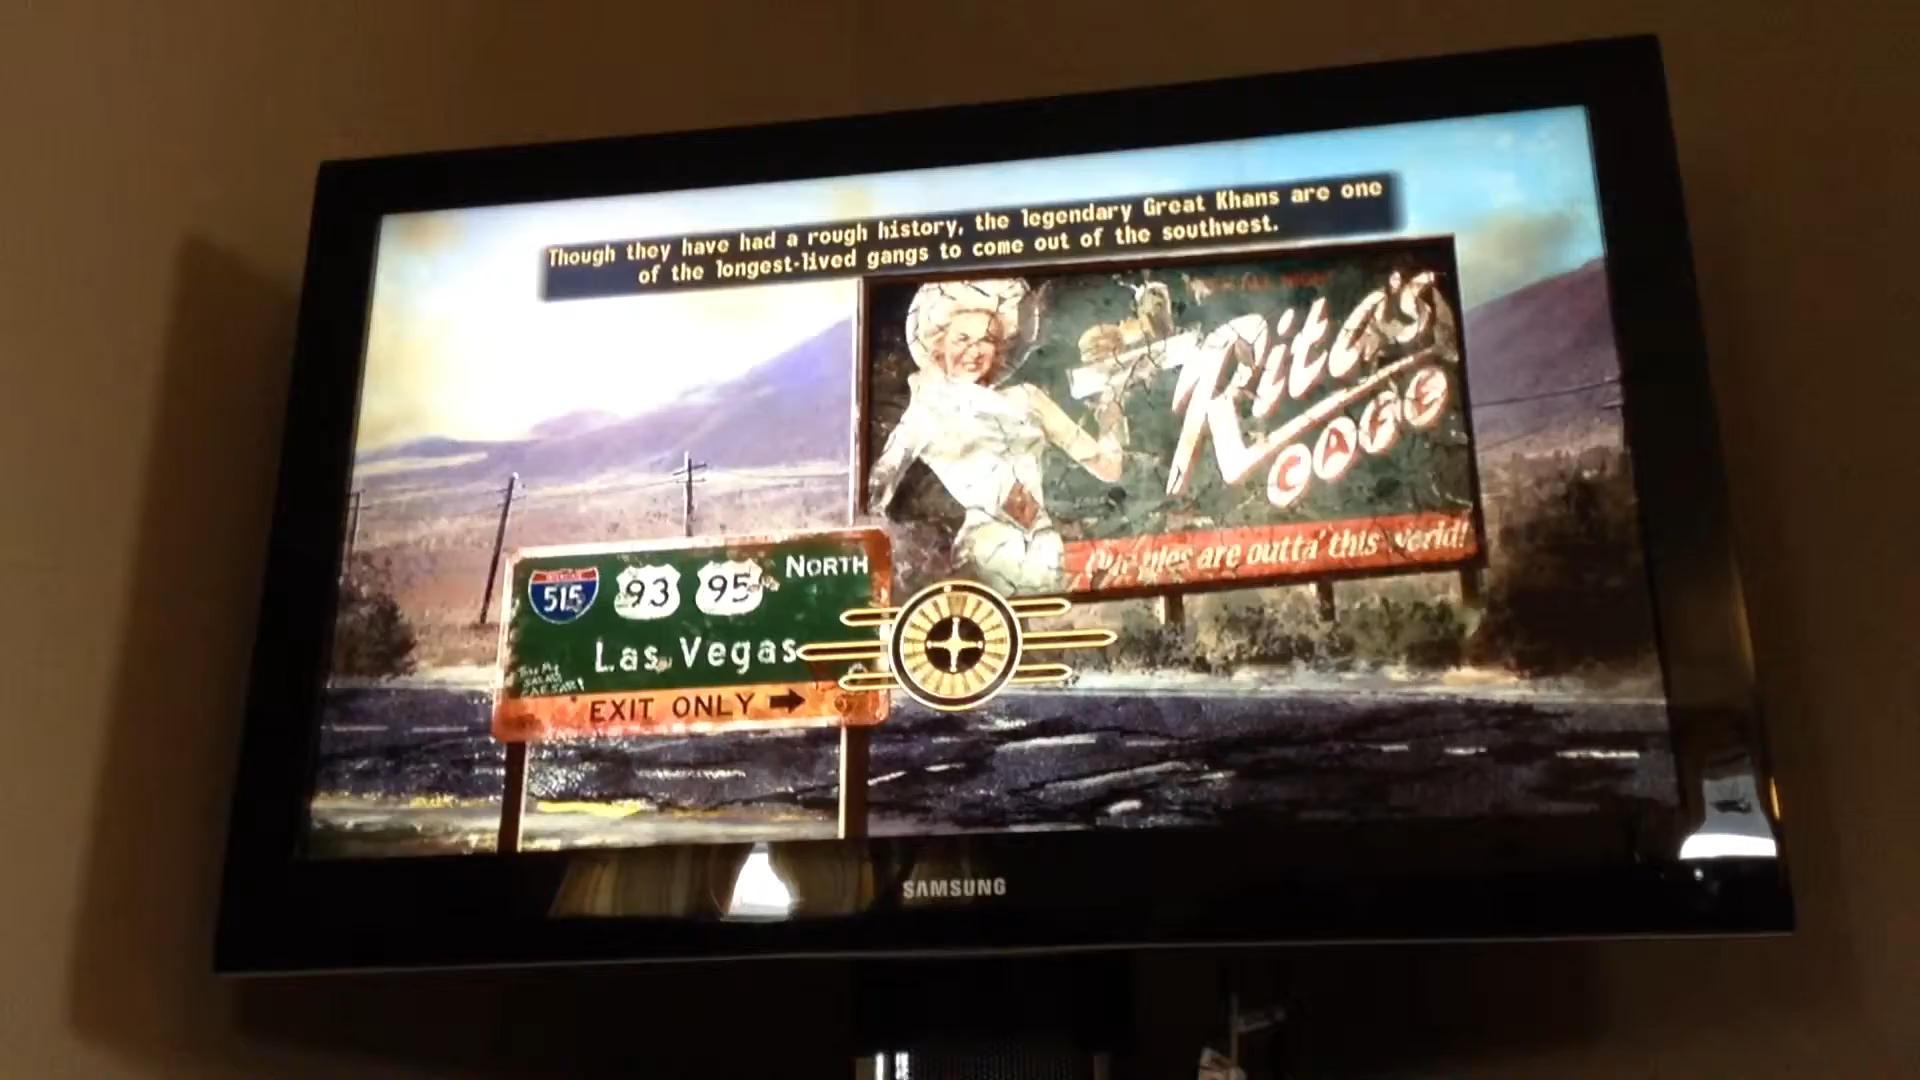 Though they have had a rough history, the legendary Great Khans are one
of the longest-lived gangs to come out of the southwest.
Rita's
CAFE
Our pies are outta' this world!
515
93
95
NORTH
Las Vegas
EXIT ONLY
SAMSUNG